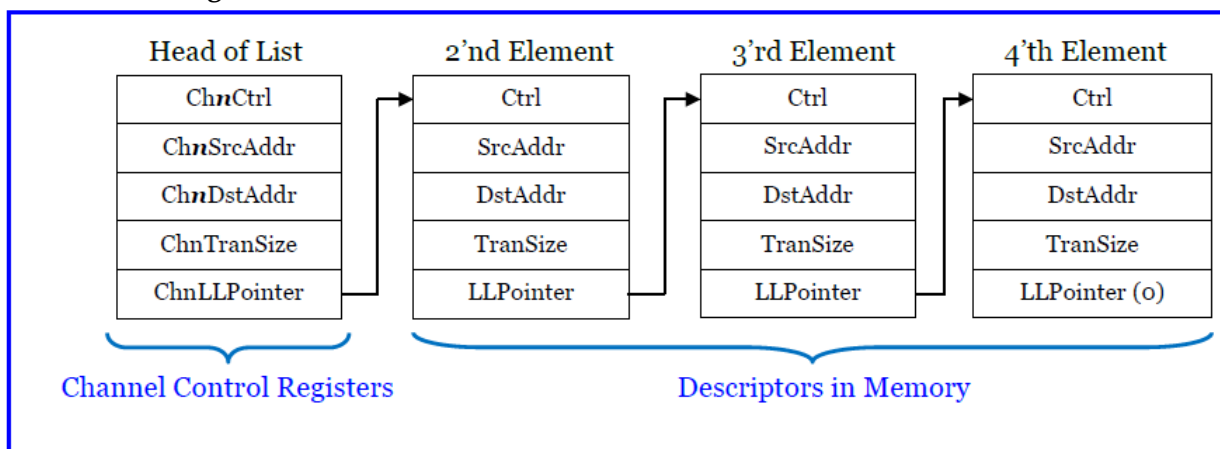 Head of List
2'nd Element
3'rd Element
4'th Element
ChnCtrl
Ctrl
Ctrl
Ctrl
ChnSrcAddr
SrcAddr
SrcAddr
SrcAddr
ChnDstAddr
DstAddr
DstAddr
DstAddr
ChnTranSize
TranSize
TranSize
TranSize
ChnLLPointer
LLPointer
LLPointer
LLPointer (0)
Channel Control Registers
Descriptors in Memory